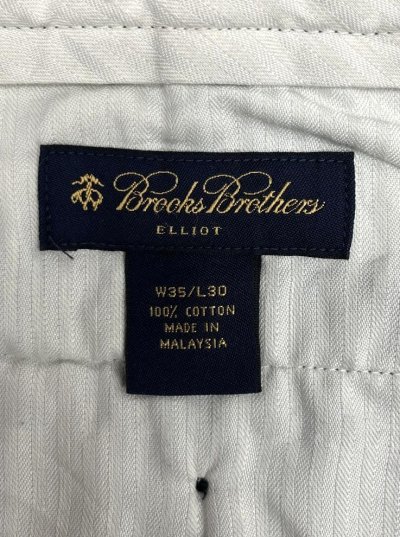 Brooks Brothers
ELLIOT
W35/L30
100% COTTON
MADE IN
MALAYSIA